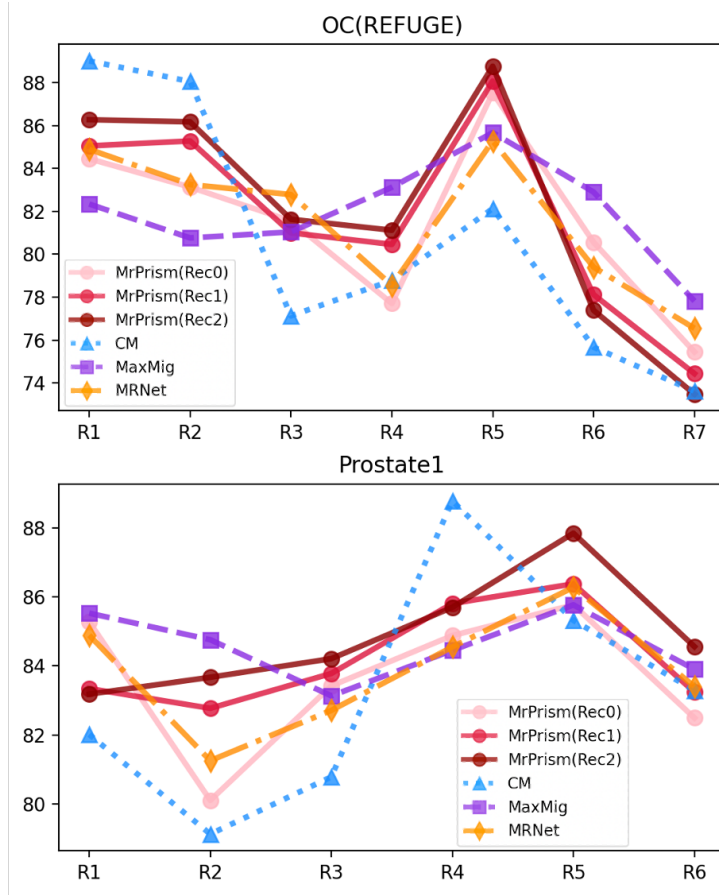 OC(REFUGE)
88
86
84
82
80
78
76
74
MrPrism(Rec0)
MrPrism(Rec1)
MrPrism(Rec2)
CM
MaxMig
MRNet
R1 R2 R3 R4 R5 R6 R7
Prostate1
88
86
84
82
80
MrPrism(Rec0)
MrPrism(Rec1)
MrPrism(Rec2)
CM
MaxMig
MRNet
R1 R2 R3 R4 R5 R6